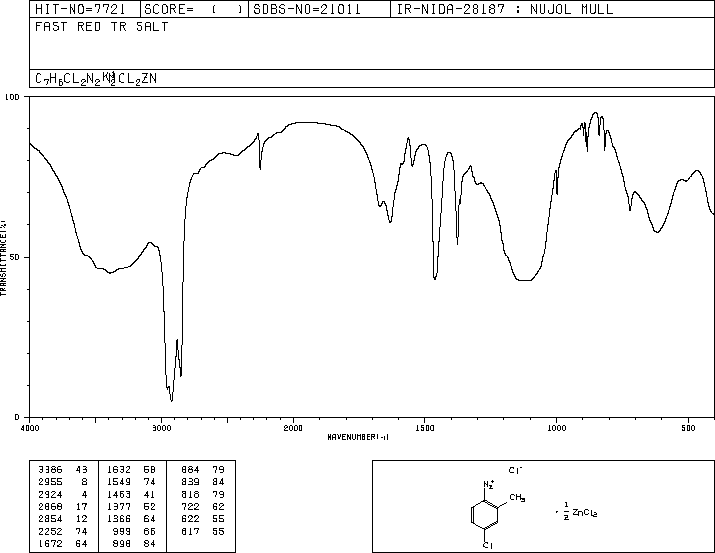 HIT-NO=7721 SCORE= ( ) SDBS-NO=21011 IR-NIDA-28187 : NUJOL MULL
FAST RED TR SALT
C7H6CL2N2 CL2ZN
100
50
0
TRANSMITTANCE(%)
4000 3000 2000 1500 1000 500
WAVENUMBER(-1)
3386 43 1632 58 884 79
2955 8 1549 74 839 84
2924 4 1463 41 818 79
2868 17 1377 52 722 62
2854 12 1366 64 622 55
2252 74 999 66 617 55
1672 64 898 84
Cl-
N2+
CH3
Cl
· 1/2 ZnCl2